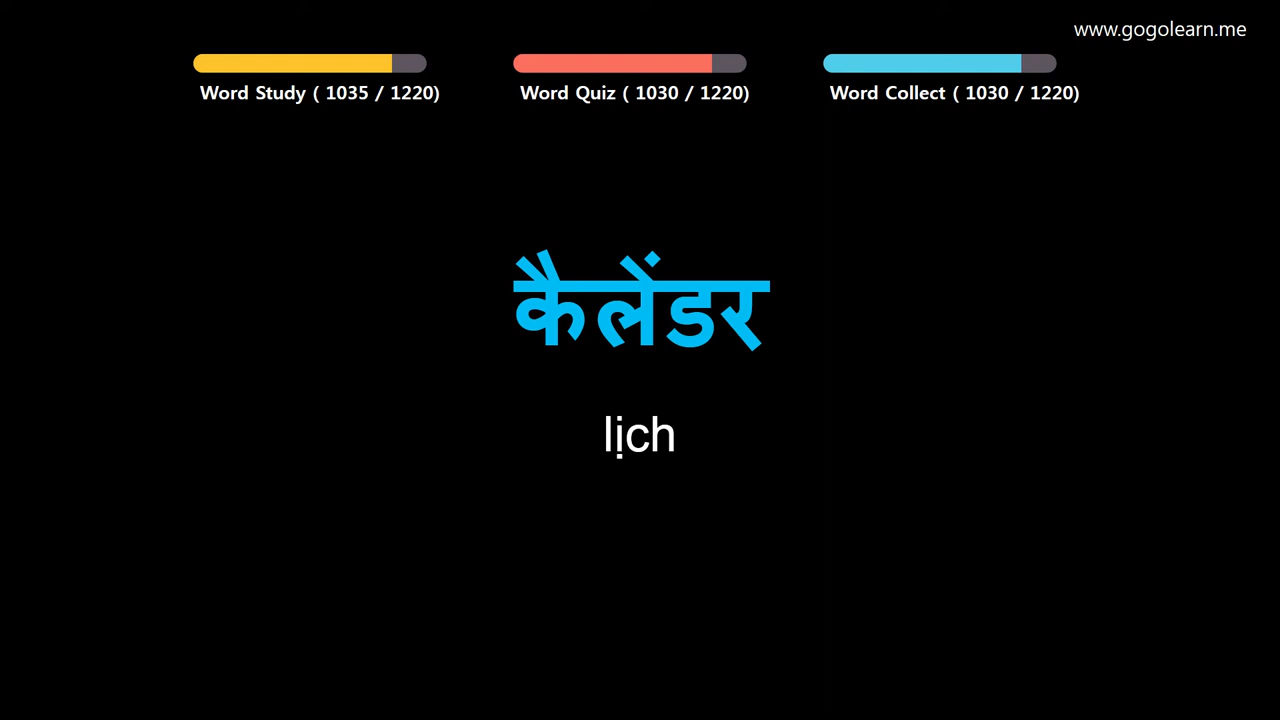 www.gogolearn.me
Word Study ( 1035 / 1220)
Word Quiz ( 1030 / 1220)
Word Collect ( 1030 / 1220)
कैलेंडर
lịch